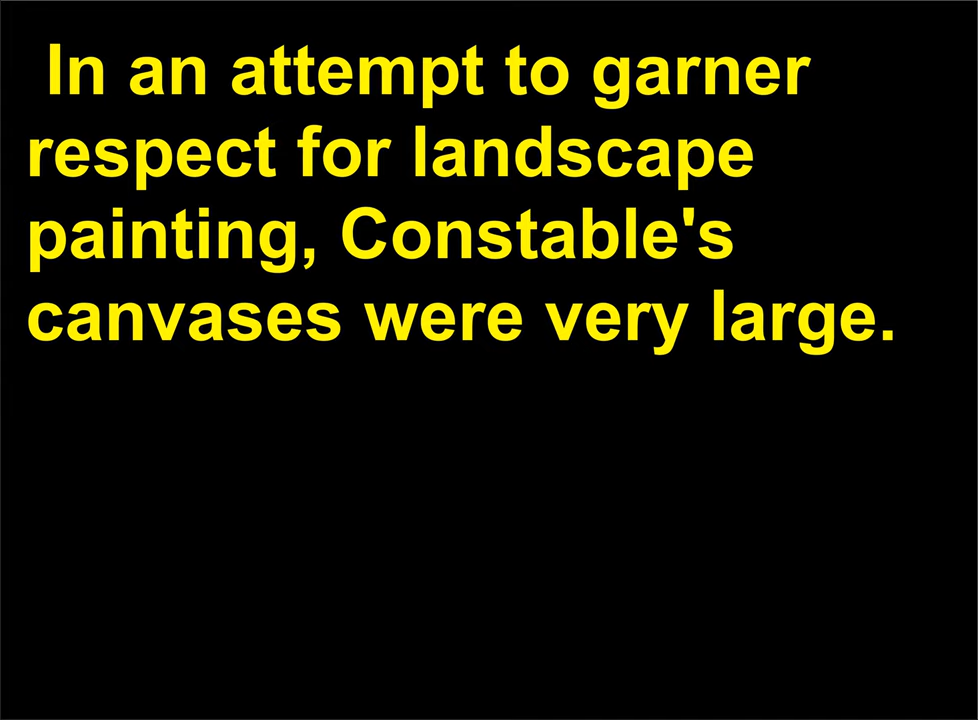 In an attempt to garner
respect for landscape
painting, Constable's
canvases were very large.